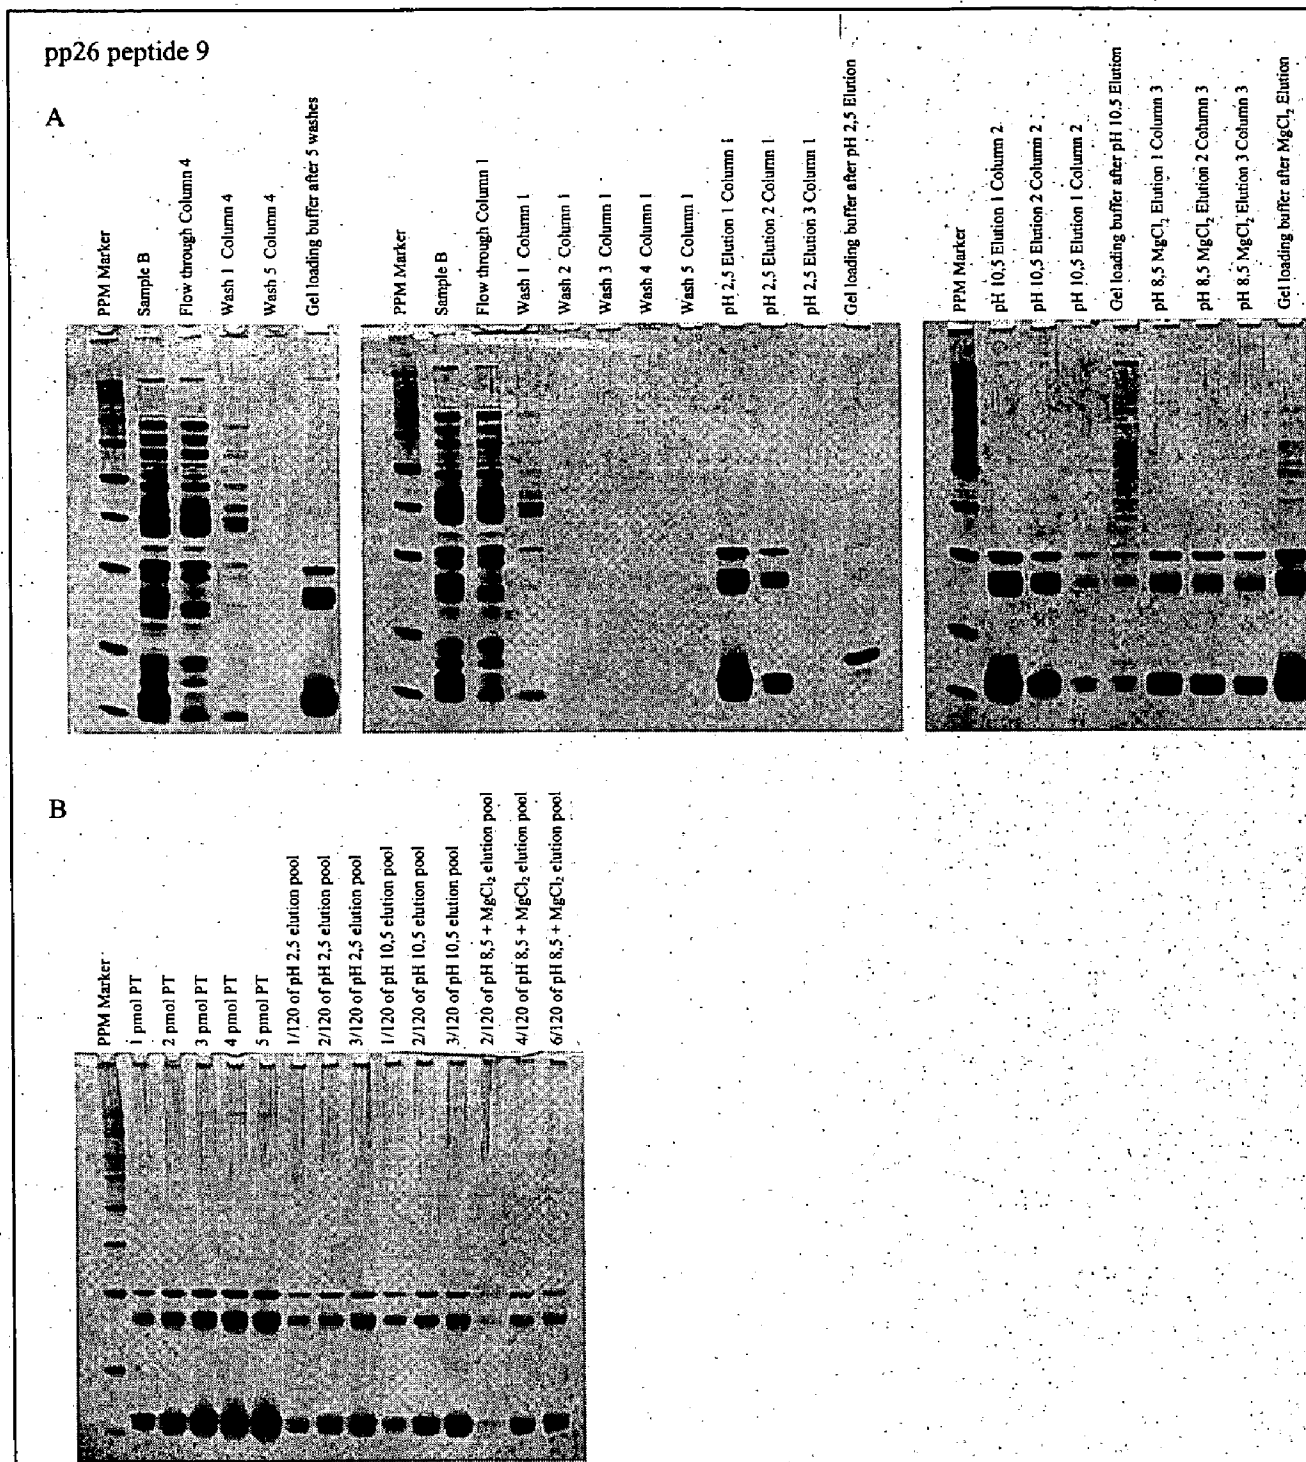 pp26 peptide 9
A
PPM Marker
Sample B
Flow through Column 4
Wash 1 Column 4
Wash 5 Column 4
Gel loading buffer after 5 washes
PPM Marker
Sample B
Flow through Column 1
Wash 1 Column 1
Wash 2 Column 1
Wash 3 Column 1
Wash 4 Column 1
Wash 5 Column 1
pH 2,5 Elution 1 Column 1
pH 2,5 Elution 2 Column 1
pH 2,5 Elution 3 Column 1
Gel loading buffer after pH 2,5 Elution
PPM Marker
pH 10,5 Elution 1 Column 2
pH 10,5 Elution 2 Column 2
pH 10,5 Elution 1 Column 2
Gel loading buffer after pH 10,5 Elution
pH 8,5 MgCl₂ Elution 1 Column 3
pH 8,5 MgCl₂ Elution 2 Column 3
pH 8,5 MgCl₂ Elution 3 Column 3
Gel loading buffer after MgCl₂ Elution
B
PPM Marker
1 pmol PT
2 pmol PT
3 pmol PT
4 pmol PT
5 pmol PT
1/120 of pH 2,5 elution pool
2/120 of pH 2,5 elution pool
3/120 of pH 2,5 elution pool
1/120 of pH 10,5 elution pool
2/120 of pH 10,5 elution pool
3/120 of pH 10,5 elution pool
2/120 of pH 8,5 + MgCl₂ elution pool
4/120 of pH 8,5 + MgCl₂ elution pool
6/120 of pH 8,5 + MgCl₂ elution pool